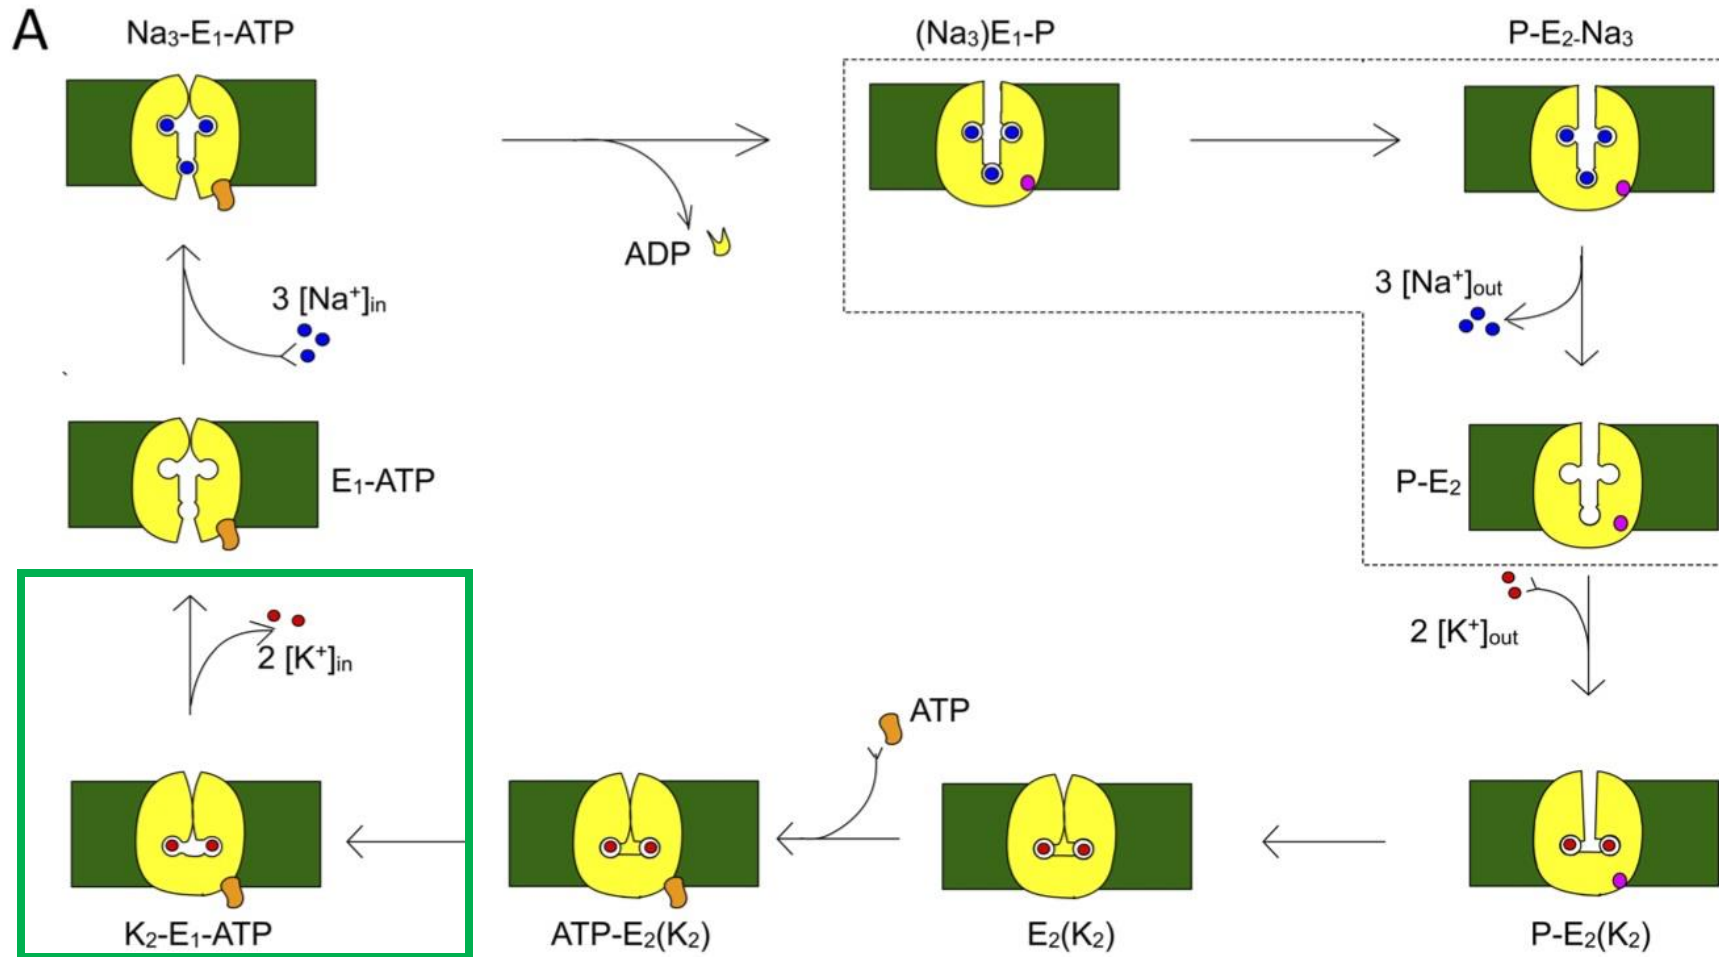 A
Na₃-E₁-ATP
(Na₃)E₁-P
P-E₂-Na₃
ADP
3 [Na⁺]in
3 [Na⁺]out
E₁-ATP
P-E₂
2 [K⁺]in
2 [K⁺]out
ATP
K₂-E₁-ATP
ATP-E₂(K₂)
E₂(K₂)
P-E₂(K₂)